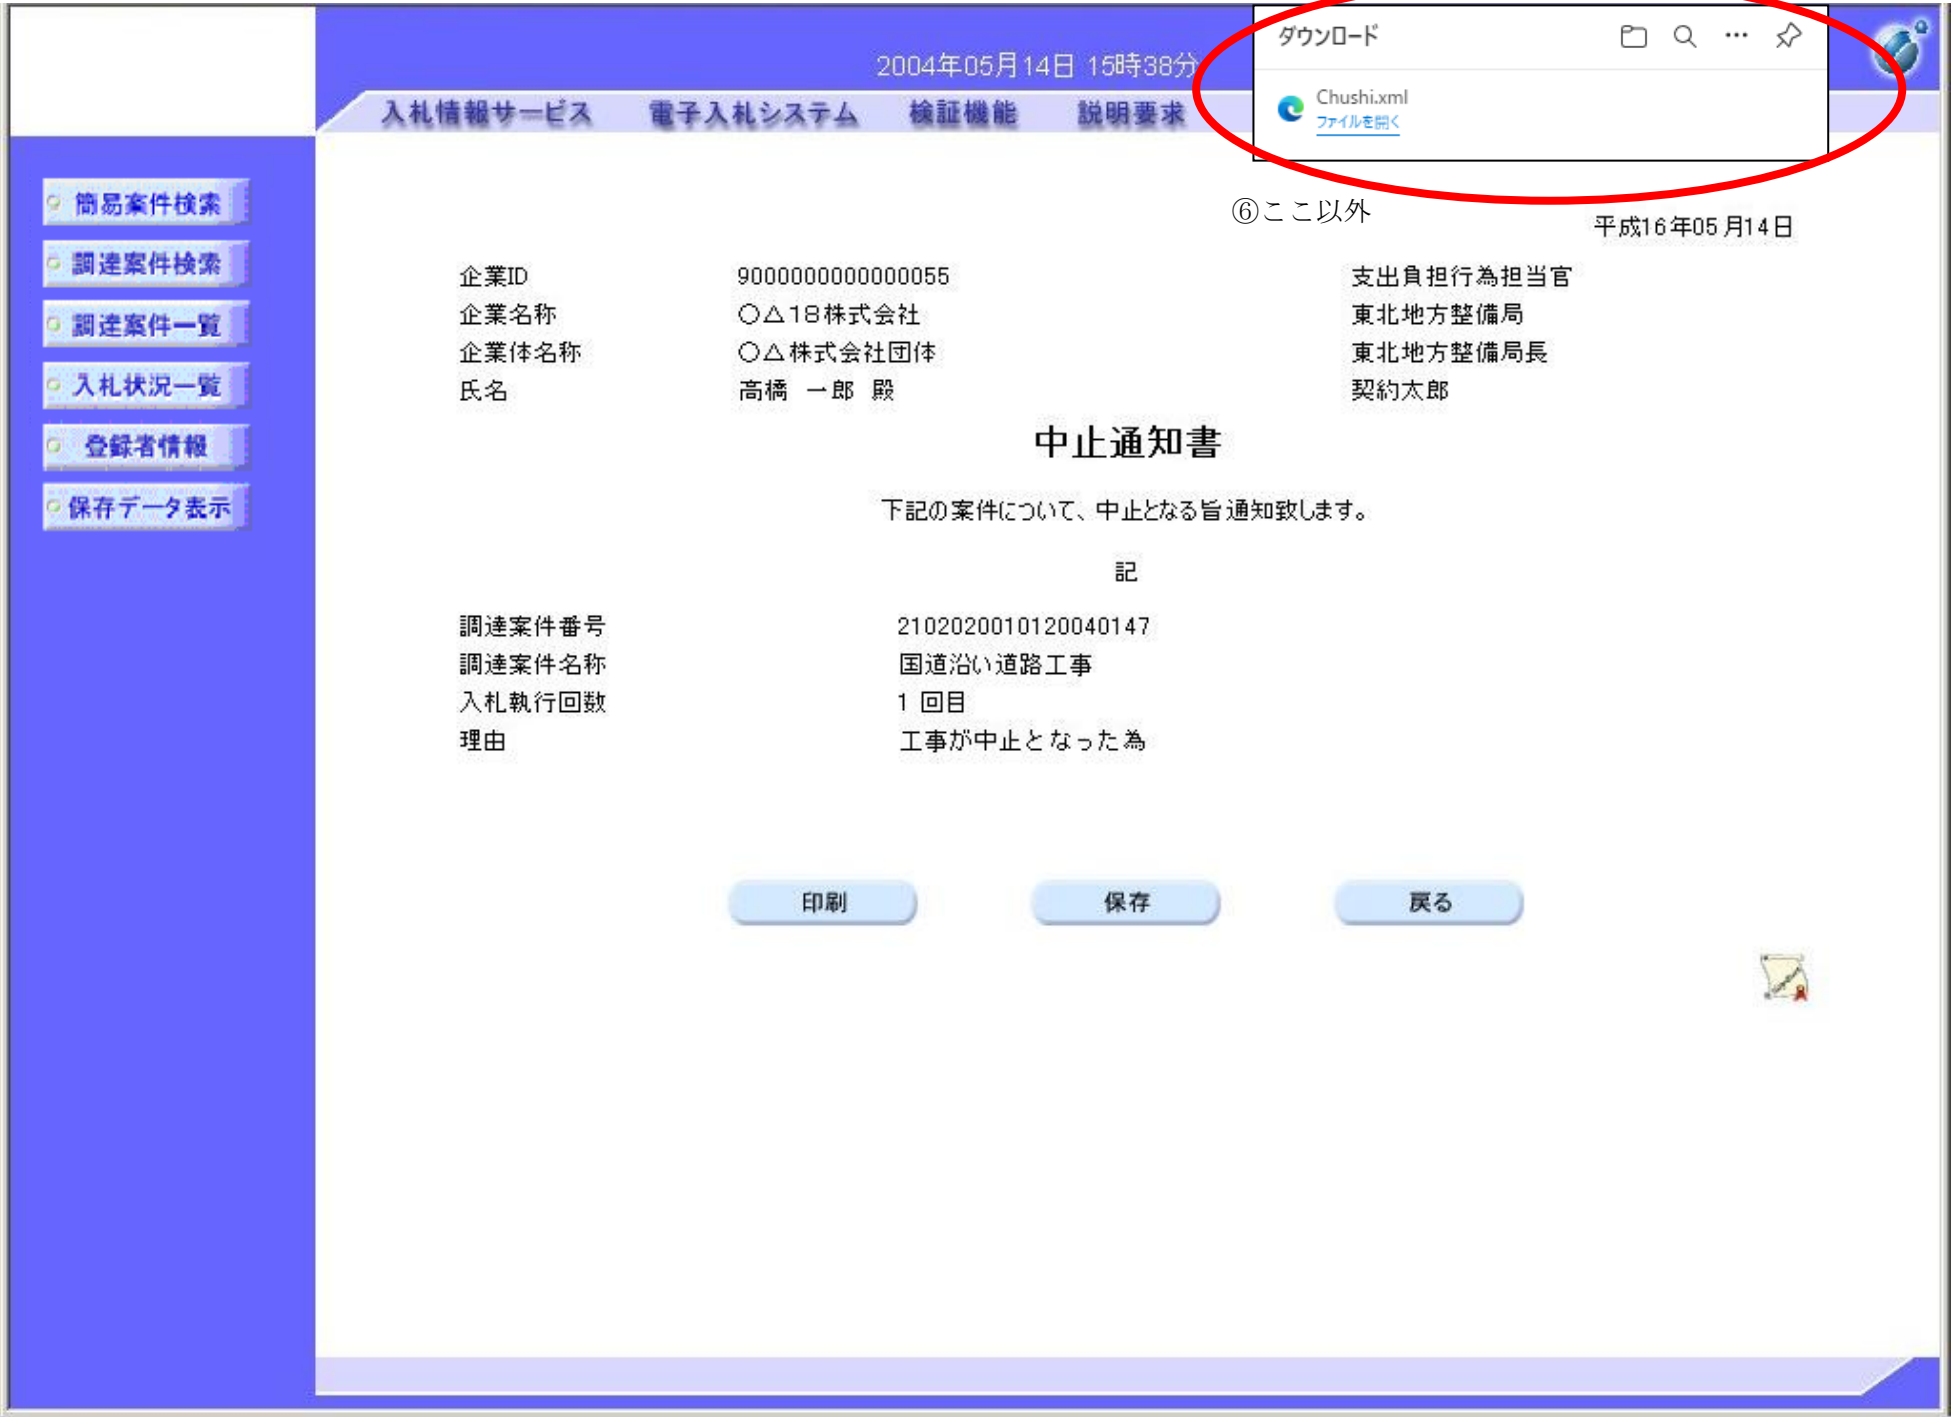 2004年05月14日 15時38分
ダウンロード
Chushi.xml
ファイルを開く
入札情報サービス 電子入札システム 検証機能 説明要求
簡易案件検索
調達案件検索
調達案件一覧
入札状況一覧
登録者情報
保存データ表示
⑥ここ以外
平成16年05月14日
企業ID 9000000000000055 支出負担行為担当官
企業名称 〇△18株式会社 東北地方整備局
企業体名称 〇△株式会社団体 東北地方整備局長
氏名 高橋 一郎 殿 契約太郎
中止通知書
下記の案件について、中止となる旨通知致します。
記
調達案件番号 2102020010120040147
調達案件名称 国道沿い道路工事
入札執行回数 1 回目
理由 工事が中止となった為
印刷 保存 戻る